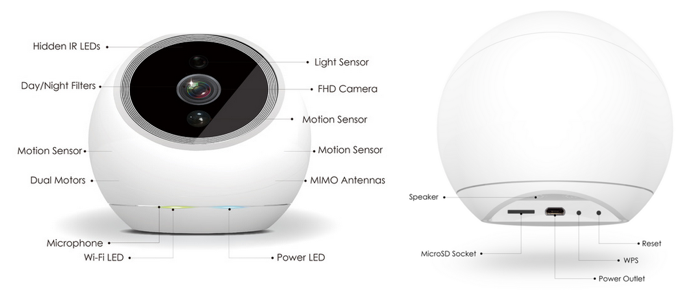 Hidden IR LEDs
Day/Night Filters
Motion Sensor
Dual Motors
Microphone
Wi-Fi LED
Light Sensor
FHD Camera
Motion Sensor
Motion Sensor
MIMO Antennas
Power LED
Speaker
MicroSD Socket
Reset
WPS
Power Outlet